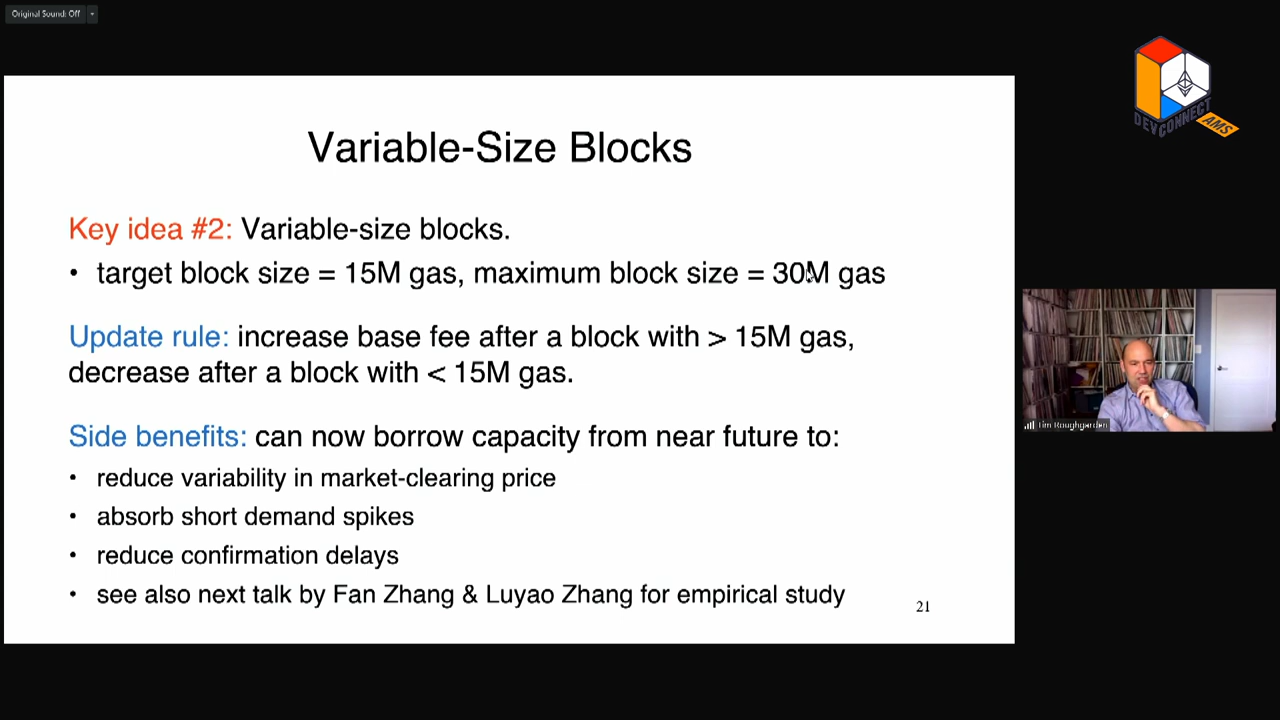 Original Sound: Off
DEVCONNECT
AMS
Variable-Size Blocks
Key idea #2: Variable-size blocks.
• target block size = 15M gas, maximum block size = 30M gas
Update rule: increase base fee after a block with > 15M gas,
decrease after a block with < 15M gas.
Side benefits: can now borrow capacity from near future to:
• reduce variability in market-clearing price
• absorb short demand spikes
• reduce confirmation delays
• see also next talk by Fan Zhang & Luyao Zhang for empirical study
21
Tim Roughgarden